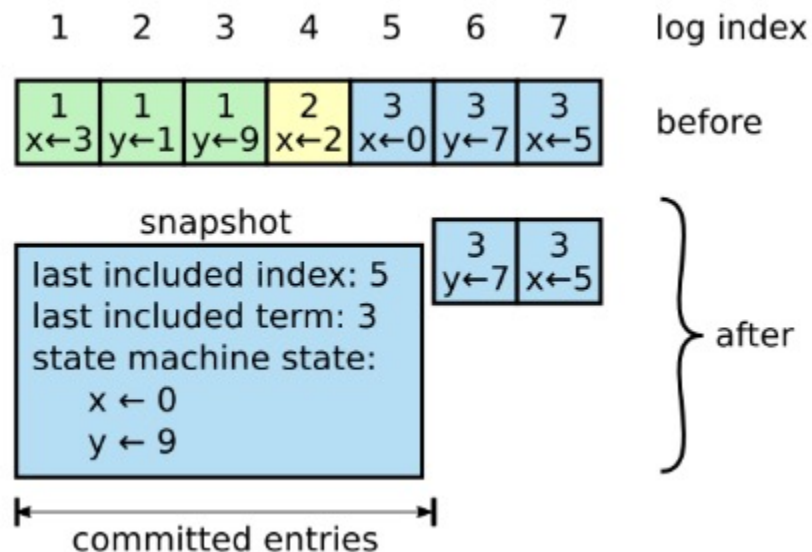 1 2 3 4 5 6 7 log index
1 1 1 2 3 3 3
x←3 y←1 y←9 x←2 x←0 y←7 x←5 before
snapshot
3 3
y←7 x←5
last included index: 5
last included term: 3
state machine state:
x ← 0
y ← 9
after
committed entries